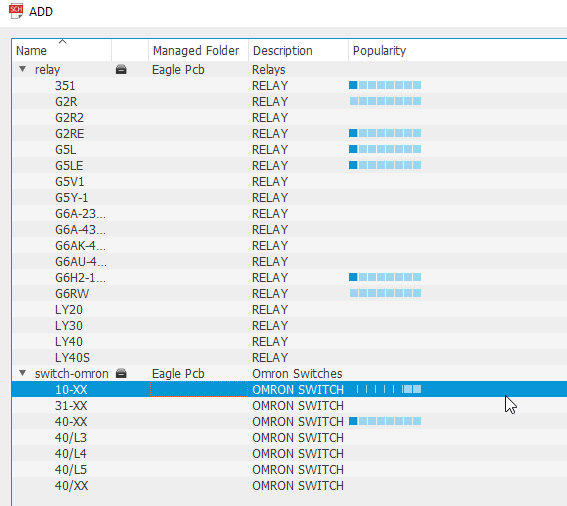 SCH ADD
Name Managed Folder Description Popularity
relay Eagle Pcb Relays
351 RELAY
G2R RELAY
G2R2 RELAY
G2RE RELAY
G5L RELAY
G5LE RELAY
G5V1 RELAY
G5Y-1 RELAY
G6A-23... RELAY
G6A-43... RELAY
G6AK-4... RELAY
G6AU-4... RELAY
G6H2-1... RELAY
G6RW RELAY
LY20 RELAY
LY30 RELAY
LY40 RELAY
LY40S RELAY
switch-omron Eagle Pcb Omron Switches
10-XX OMRON SWITCH
31-XX OMRON SWITCH
40-XX OMRON SWITCH
40/L3 OMRON SWITCH
40/L4 OMRON SWITCH
40/L5 OMRON SWITCH
40/XX OMRON SWITCH